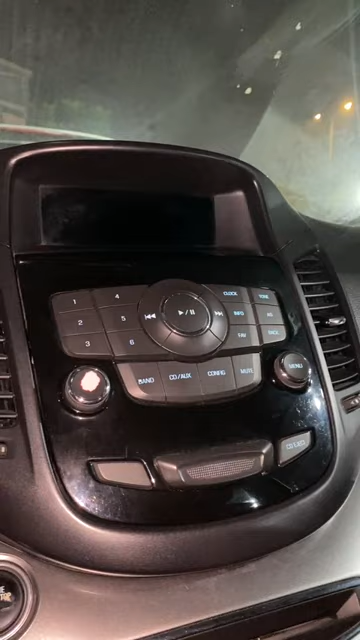 1 4 CLOCK TONE
2 5 INFO AS
3 6 FAV BACK
BAND CD/AUX CONFIG MUTE MENU